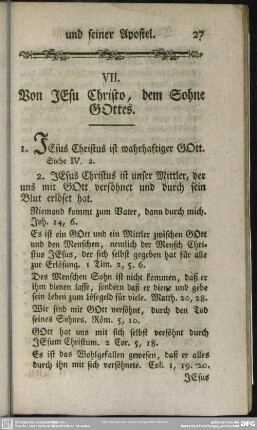 und seiner Apostel. 27
VII.
Von JEsu Christo, dem Sohne
GOttes.
1. JEsus Christus ist wahrhaftiger GOtt.
Siehe IV. 2.
2. JEsus Christus ist unser Mittler, der
uns mit GOtt versöhnet und durch sein
Blut erlöset hat.
Niemand kommt zum Vater, dann durch mich.
Joh. 14, 6.
Es ist ein GOtt und ein Mittler zwischen GOtt
und den Menschen, nemlich der Mensch Chri-
stus JEsus, der sich selbst gegeben hat für alle
zur Erlösung. 1 Tim. 2, 5. 6.
Des Menschen Sohn ist nicht kommen, daß er
ihm dienen lasse, sondern daß er diene und gebe
sein Leben zum Lösegeld für viele. Matth. 20, 28.
Wir sind mit GOtt versöhnt, durch den Tod
seines Sohnes. Röm. 5, 10.
GOtt hat uns mit sich selbst versöhnt durch
JEsum Christum. 2 Cor. 5, 18.
Es ist das Wohlgefallen gewesen, daß er alles
durch ihn mit sich versöhnete. Col. 1, 19. 20.
JEsus